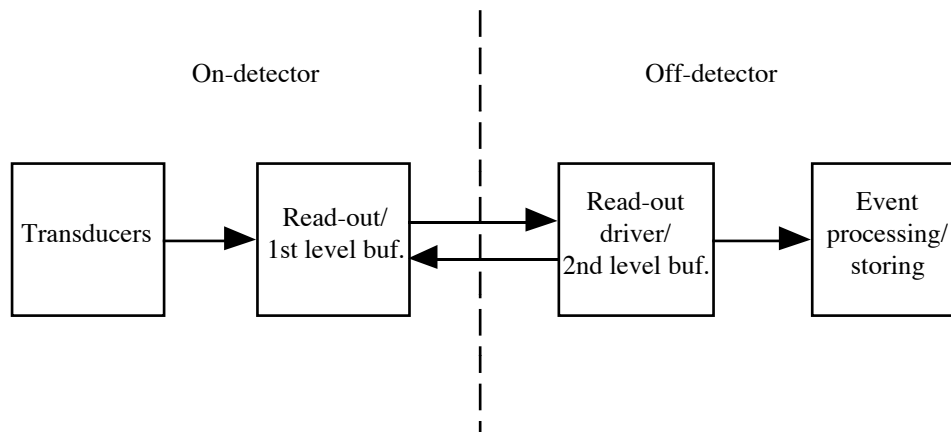 On-detector
Off-detector
Transducers
Read-out/
1st level buf.
Read-out
driver/
2nd level buf.
Event
processing/
storing